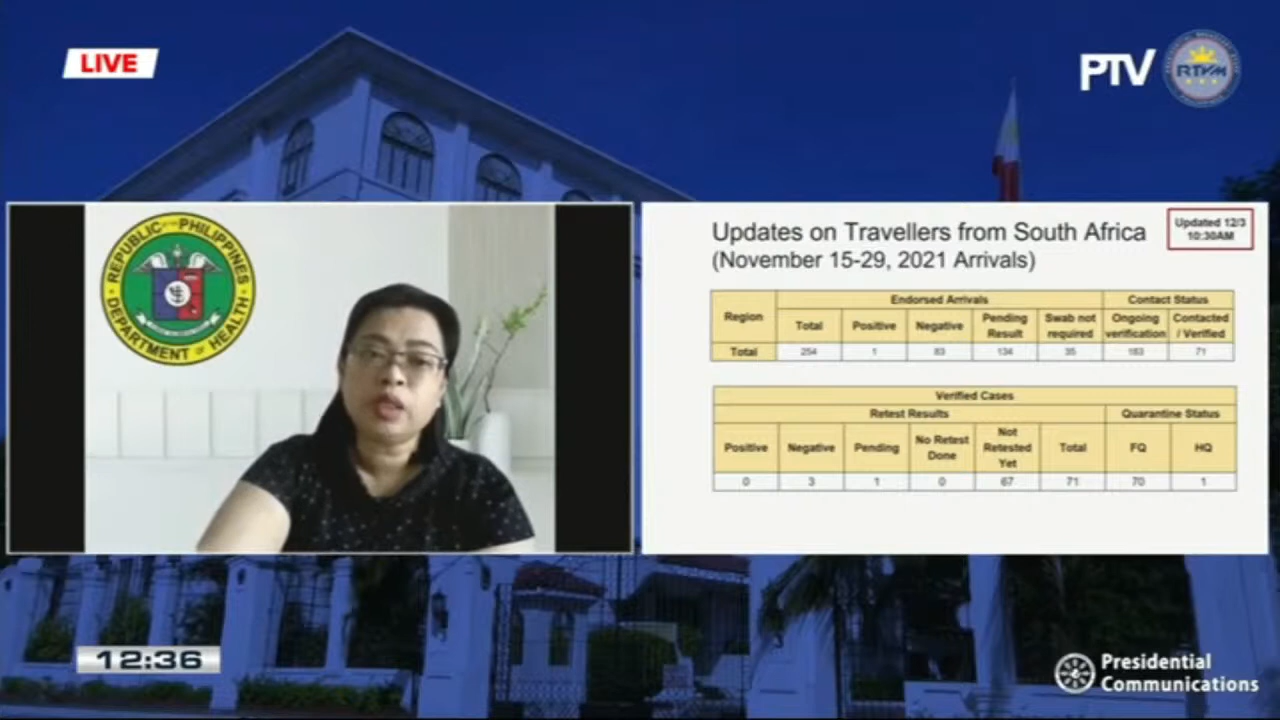 LIVE
PTV
RTVM
REPUBLIC OF THE PHILIPPINES
DEPARTMENT OF HEALTH
Updates on Travellers from South Africa
(November 15-29, 2021 Arrivals)
Updated 12/3
10:30AM
Region
Endorsed Arrivals
Contact Status
Total
Positive
Negative
Pending
Result
Swab not
required
Ongoing
verification
Contacted
/ Verified
Total
254
1
83
134
35
183
71
Verified Cases
Retest Results
Quarantine Status
Positive
Negative
Pending
No Retest
Done
Not
Retested
Yet
Total
FQ
HQ
0
3
1
0
67
71
70
1
12:36
Presidential
Communications